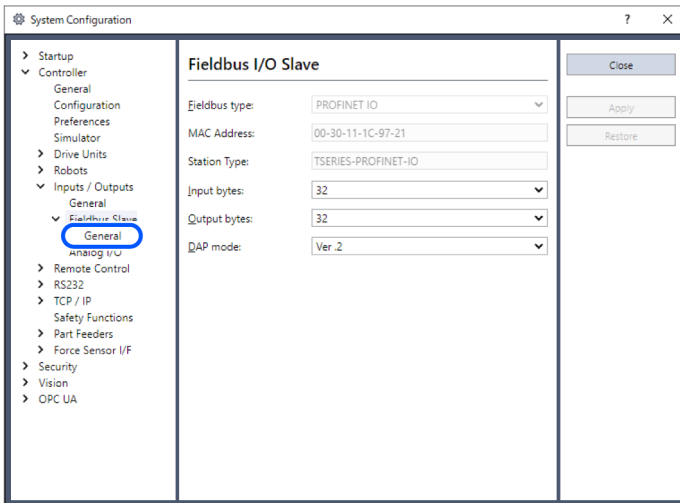 System Configuration
?
Startup
Controller
General
Configuration
Preferences
Simulator
Drive Units
Robots
Inputs / Outputs
General
Fieldbus Slave
General
Analog I/O
Remote Control
RS232
TCP / IP
Safety Functions
Part Feeders
Force Sensor I/F
Security
Vision
OPC UA
Fieldbus I/O Slave
Fieldbus type: PROFINET IO
MAC Address: 00-30-11-1C-97-21
Station Type: TSERIES-PROFINET-IO
Input bytes: 32
Output bytes: 32
DAP mode: Ver .2
Close
Apply
Restore